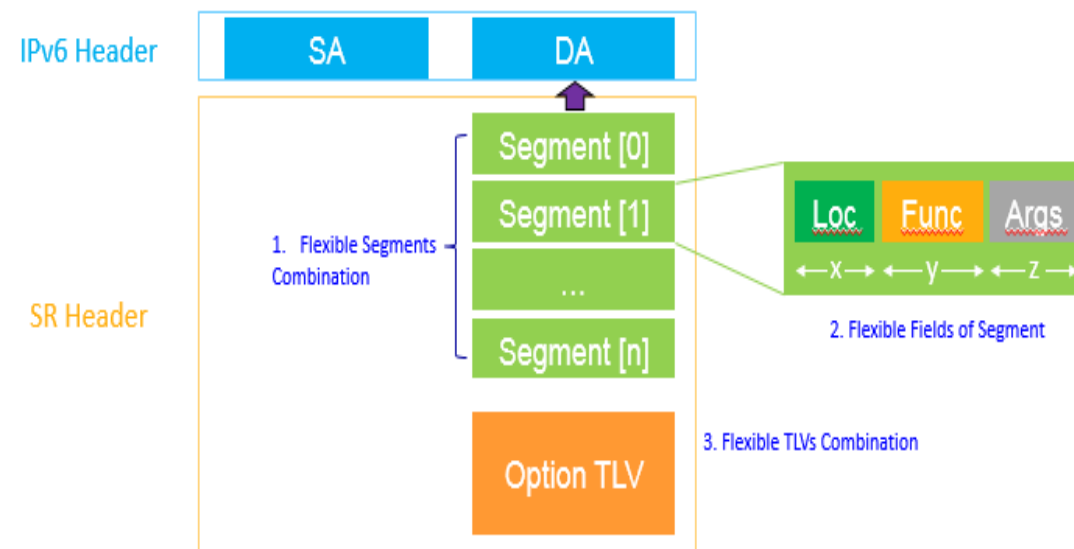 IPv6 Header
SA
DA
SR Header
1. Flexible Segments
Combination
Segment [0]
Segment [1]
...
Segment [n]
Option TLV
Loc Func Args
x y z
2. Flexible Fields of Segment
3. Flexible TLVs Combination